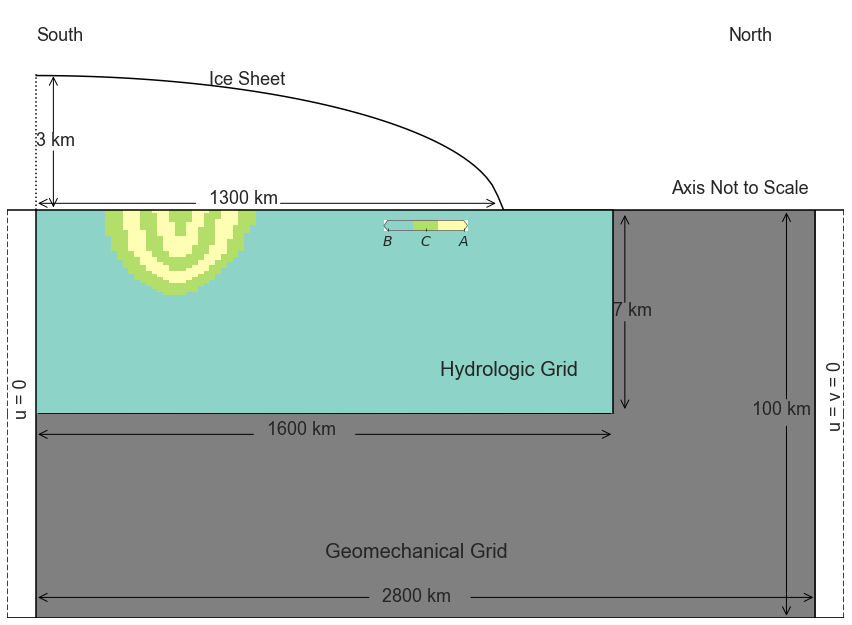 South
North
Ice Sheet
3 km
Axis Not to Scale
1300 km
B C A
7 km
Hydrologic Grid
u = 0
u = v = 0
100 km
1600 km
Geomechanical Grid
2800 km